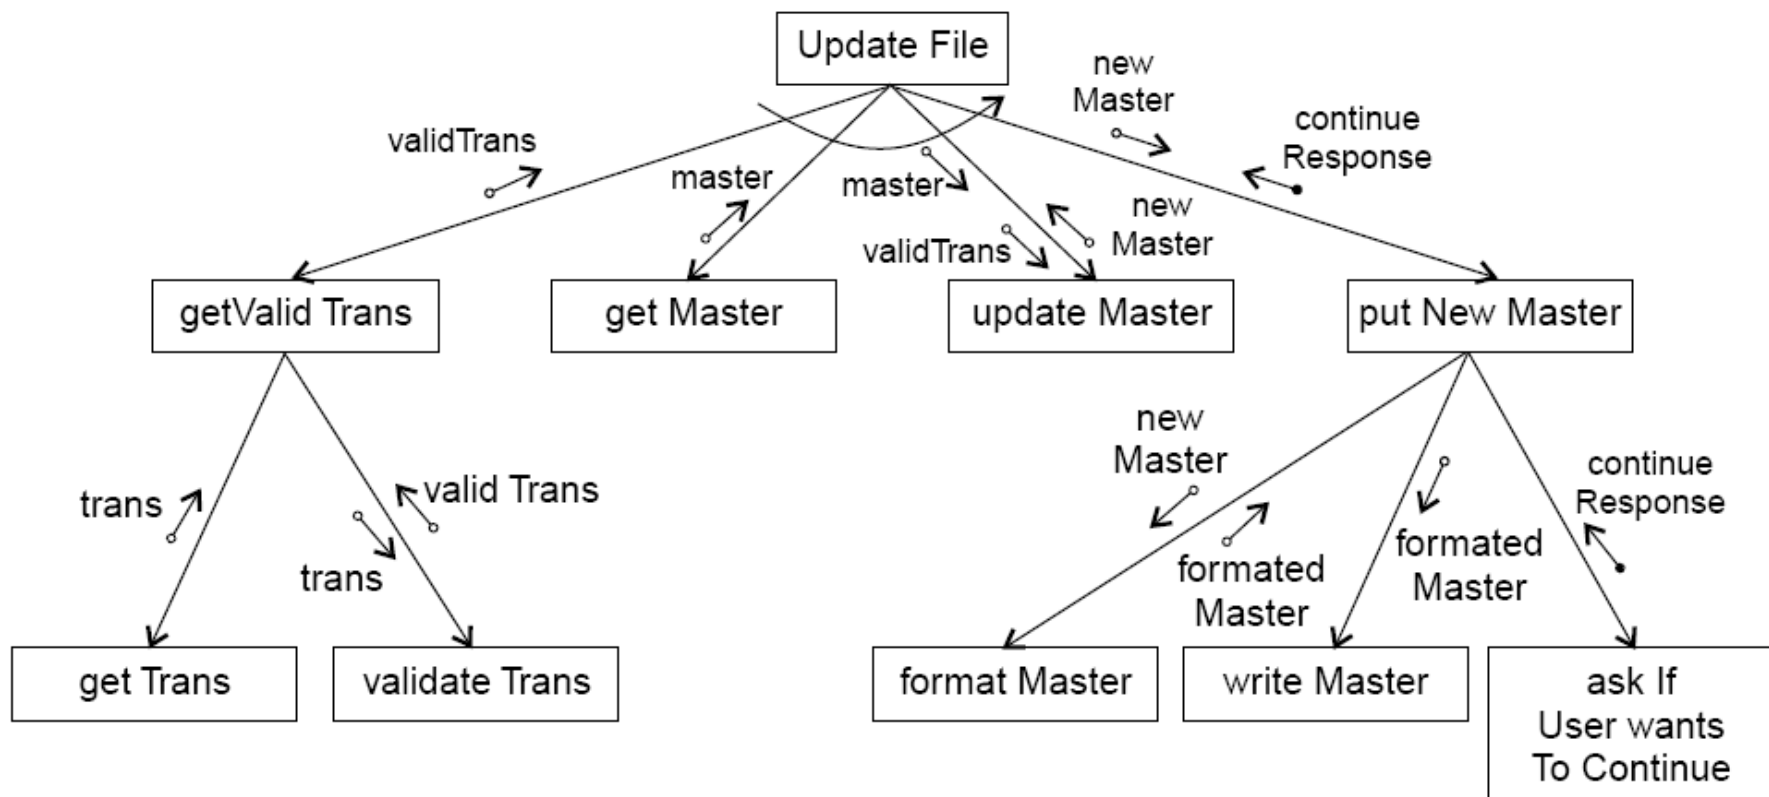 Update File
new
Master
continue
Response
validTrans
master
master
new
Master
validTrans
getValid Trans
get Master
update Master
put New Master
new
Master
continue
Response
trans
valid Trans
trans
formated
Master
formated
Master
get Trans
validate Trans
format Master
write Master
ask If
User wants
To Continue